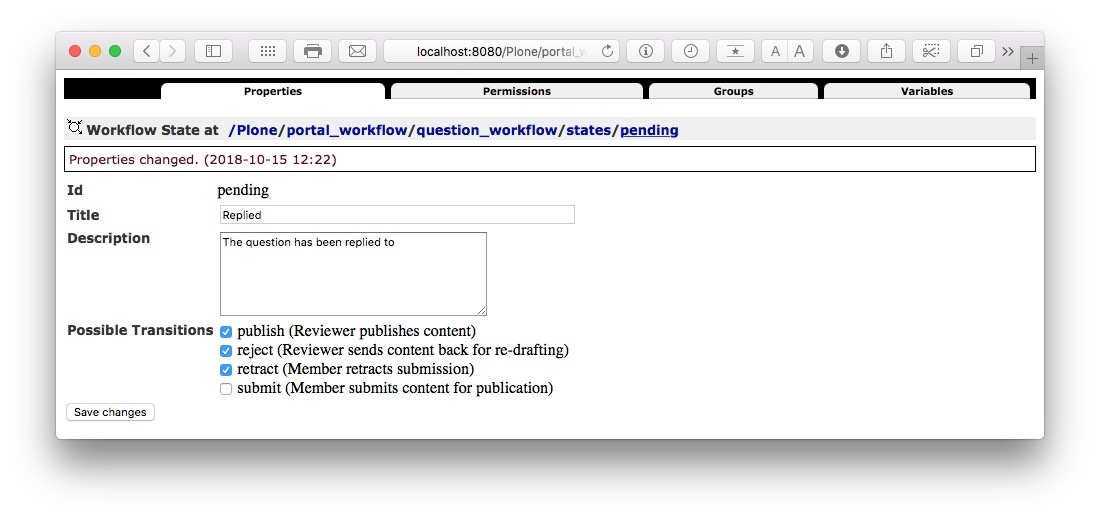 localhost:8080/Plone/portal_w
A A
Properties Permissions Groups Variables
Workflow State at /Plone/portal_workflow/question_workflow/states/pending
Properties changed. (2018-10-15 12:22)
Id pending
Title Replied
Description The question has been replied to
Possible Transitions publish (Reviewer publishes content)
reject (Reviewer sends content back for re-drafting)
retract (Member retracts submission)
submit (Member submits content for publication)
Save changes